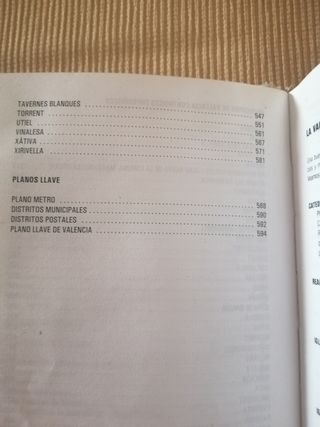 TAVERNES BLANQUES 547
TORRENT 551
UTIEL 561
VINALESA 567
XÁTIVA 571
XIRIVELLA 581
PLANOS LLAVE
PLANO METRO 588
DISTRITOS MUNICIPALES 590
DISTRITOS POSTALES 592
PLANO LLAVE DE VALENCIA 594